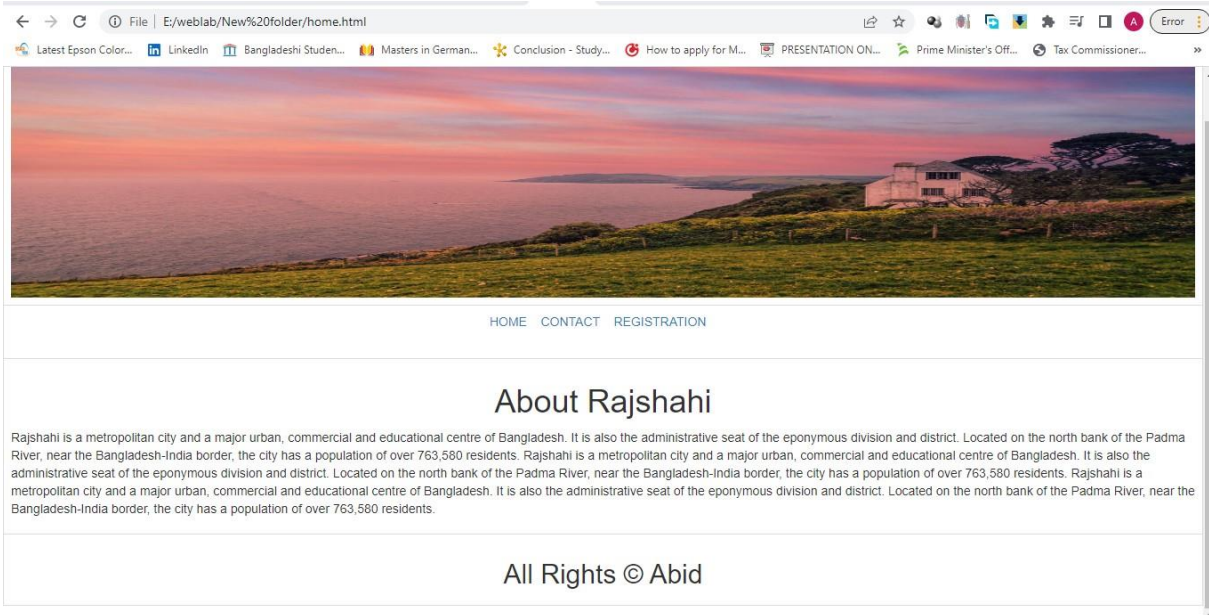 File E:/weblab/New%20folder/home.html A Error
Latest Epson Color... LinkedIn Bangladeshi Studen... Masters in German... Conclusion - Study... How to apply for M... PRESENTATION ON... Prime Minister's Off... Tax Commissioner... »
HOME CONTACT REGISTRATION
About Rajshahi
Rajshahi is a metropolitan city and a major urban, commercial and educational centre of Bangladesh. It is also the administrative seat of the eponymous division and district. Located on the north bank of the Padma
River, near the Bangladesh-India border, the city has a population of over 763,580 residents. Rajshahi is a metropolitan city and a major urban, commercial and educational centre of Bangladesh. It is also the
administrative seat of the eponymous division and district. Located on the north bank of the Padma River, near the Bangladesh-India border, the city has a population of over 763,580 residents. Rajshahi is a
metropolitan city and a major urban, commercial and educational centre of Bangladesh. It is also the administrative seat of the eponymous division and district. Located on the north bank of the Padma River, near the
Bangladesh-India border, the city has a population of over 763,580 residents.
All Rights © Abid